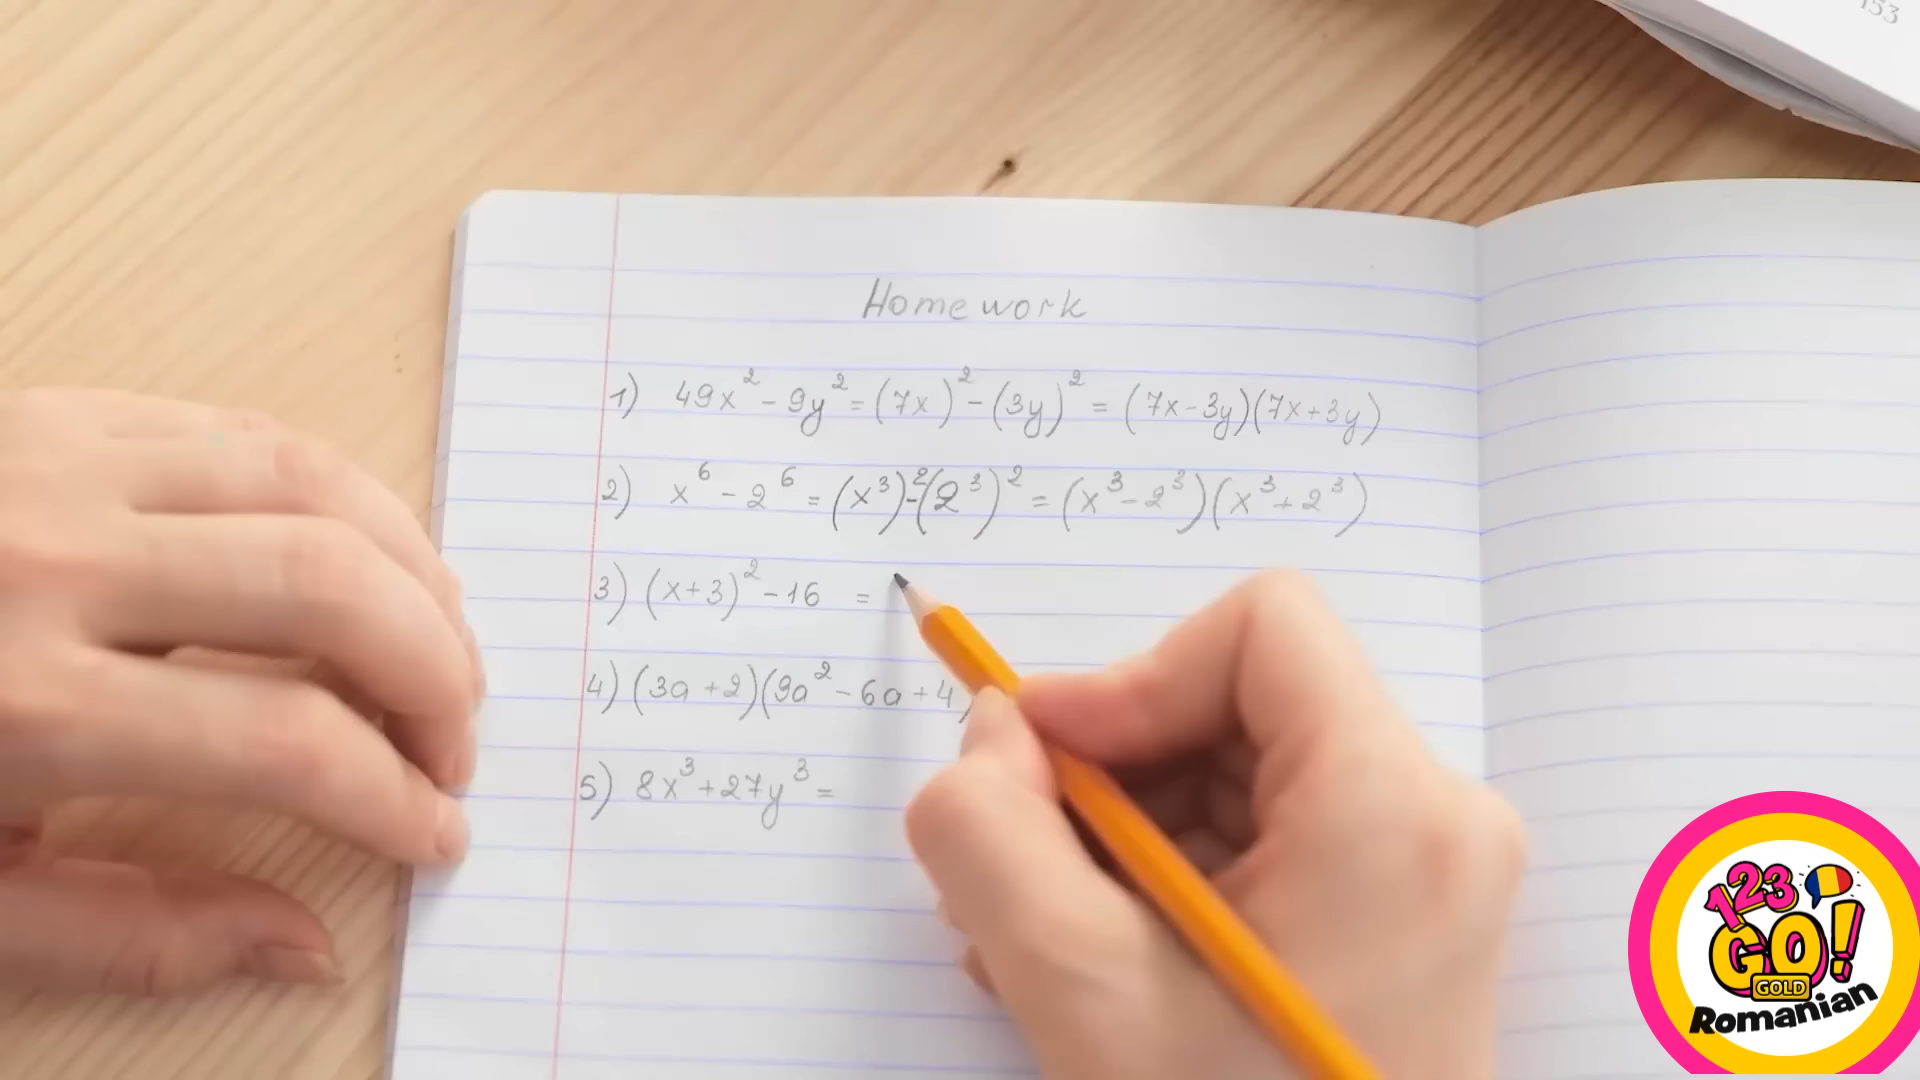 153
Homework
1) 49x² - 9y² = (7x)² - (3y)² = (7x-3y)(7x+3y)
2) x⁶ - 2⁶ = (x³)² - (2³)² = (x³ - 2³)(x³ + 2³)
3) (x+3)² - 16 =
4) (3a + 2)(9a² - 6a + 4)
5) 8x³ + 27y³ =
123
GO!
GOLD
Romanian